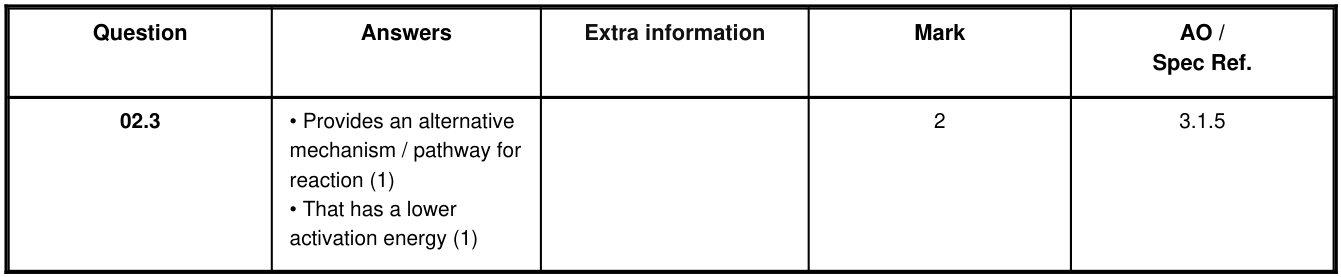 Question Answers Extra information Mark AO /
Spec Ref.
02.3 • Provides an alternative 2 3.1.5
mechanism / pathway for
reaction (1)
• That has a lower
activation energy (1)